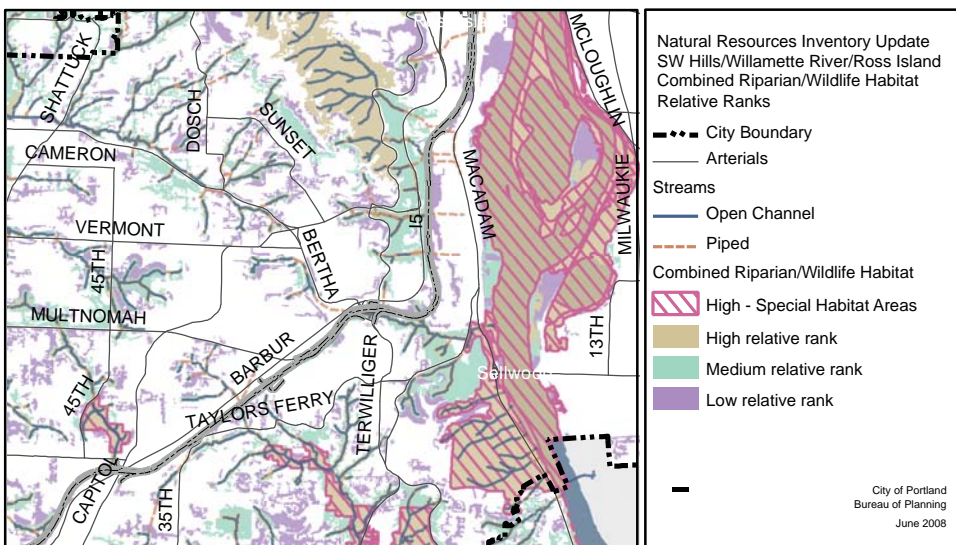 SHATTUCK
DOSCH
SUNSET
CAMERON
VERMONT
45TH
MULTNOMAH
BERTHA
I5
MACADAM
MCLOUGHLIN
MILWAUKIE
13TH
BARBUR
TERWILLIGER
Sellwood
45TH
TAYLORS FERRY
CAPITOL
35TH
Natural Resources Inventory Update
SW Hills/Willamette River/Ross Island
Combined Riparian/Wildlife Habitat
Relative Ranks
City Boundary
Arterials
Streams
Open Channel
Piped
Combined Riparian/Wildlife Habitat
High - Special Habitat Areas
High relative rank
Medium relative rank
Low relative rank
City of Portland
Bureau of Planning
June 2008